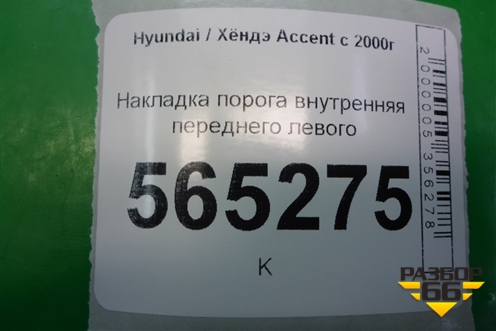 Hyundai / Хёндэ Accent с 2000г
Накладка порога внутренняя
переднего левого
565275
К
2000005356278
РАЗБОР
66